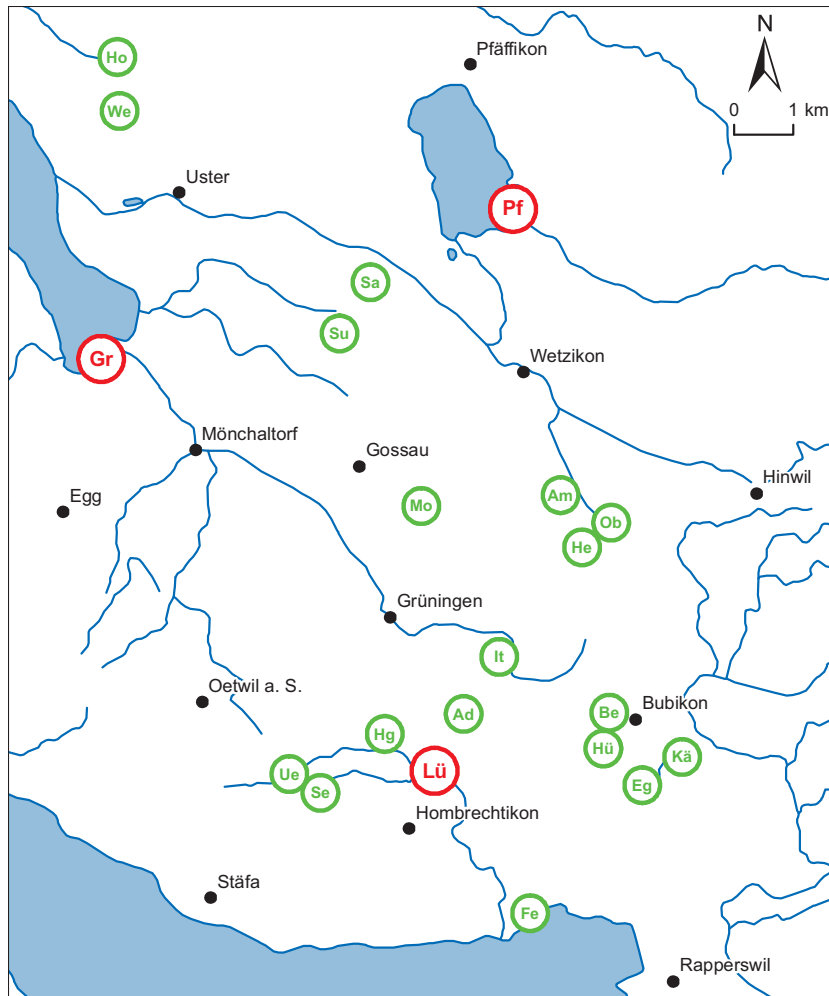 Ho
Pfäffikon
N
0 1 km
We
Uster
Pf
Sa
Su
Gr
Wetzikon
Mönchaltorf
Gossau
Hinwil
Egg
Mo
Am
Ob
He
Grüningen
It
Oetwil a. S.
Ad
Be
Bubikon
Hg
Hü
Kä
Ue
Lü
Se
Eg
Hombrechtikon
Stäfa
Fe
Rapperswil